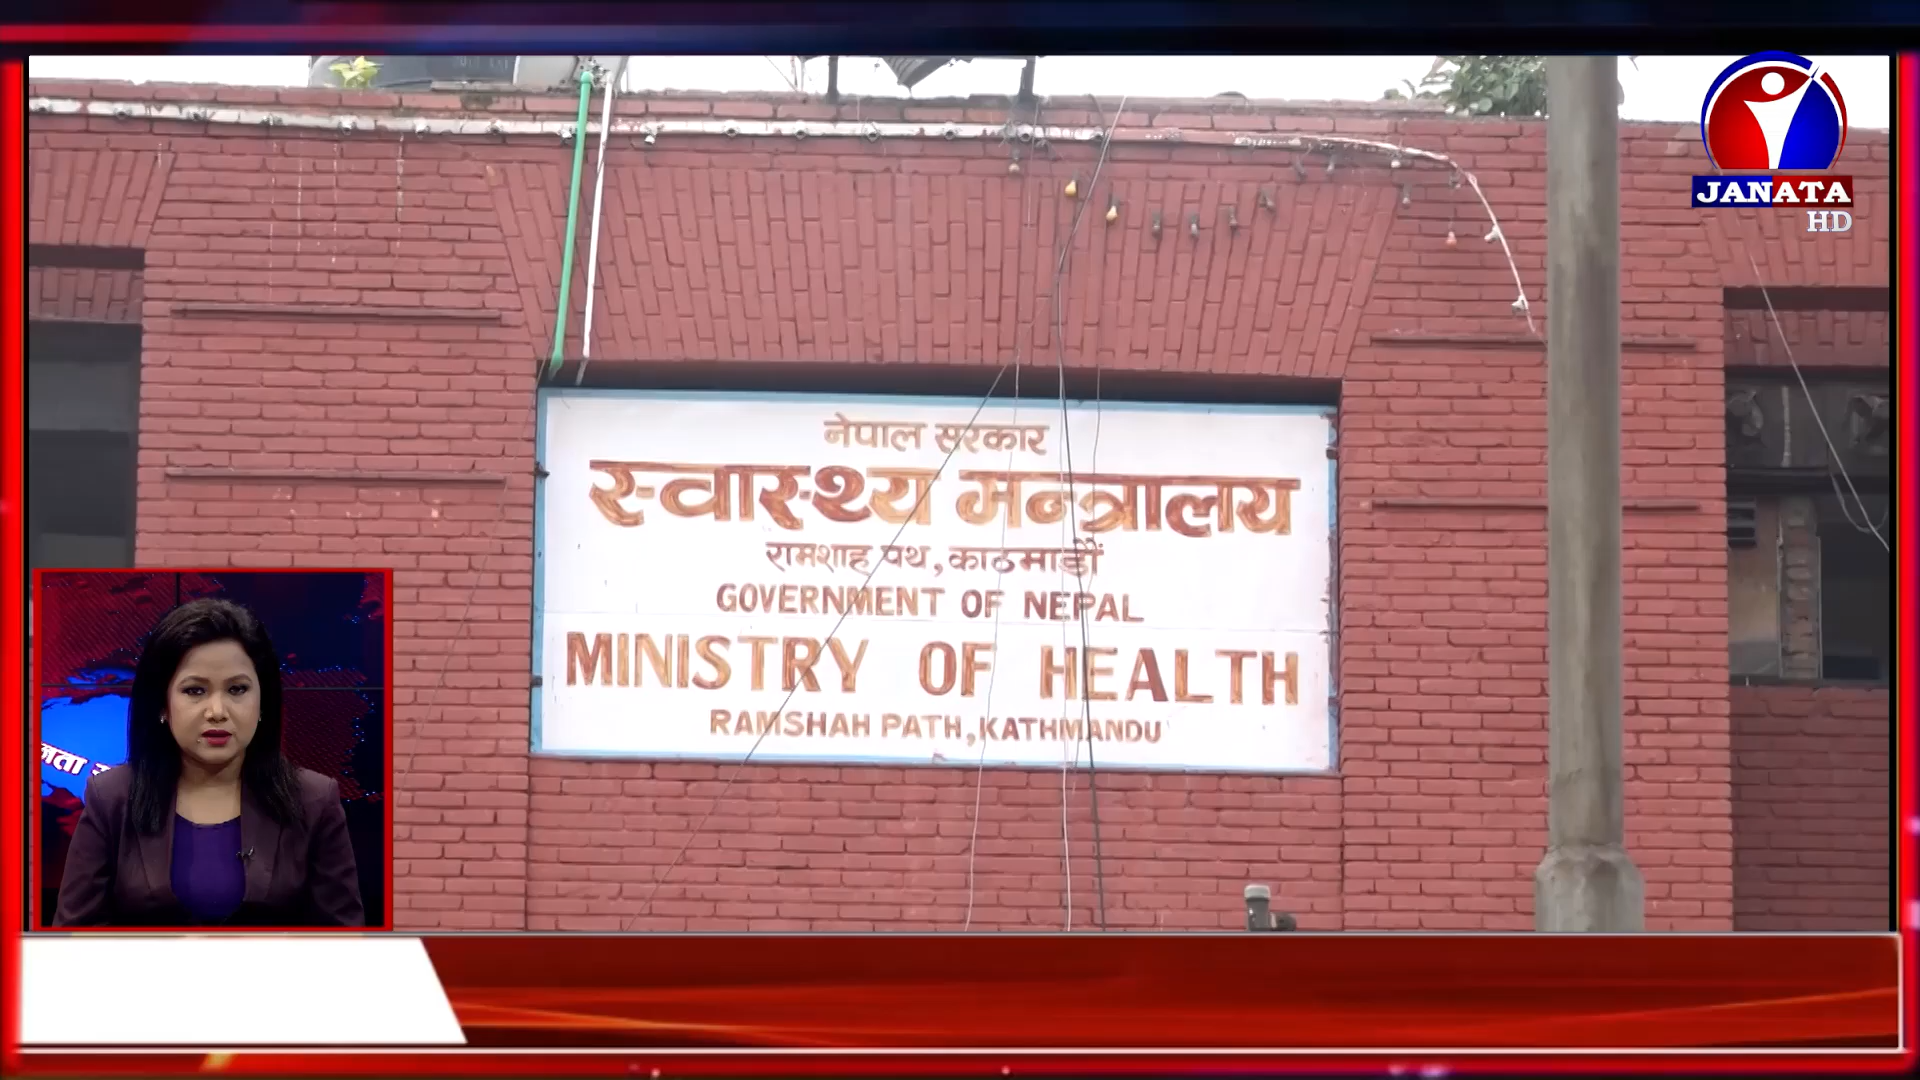 JANATA
HD
नेपाल सरकार
स्वास्थ्य मन्त्रालय
रामशाह पथ, काठमाडौं
GOVERNMENT OF NEPAL
MINISTRY OF HEALTH
RAMSHAH PATH, KATHMANDU